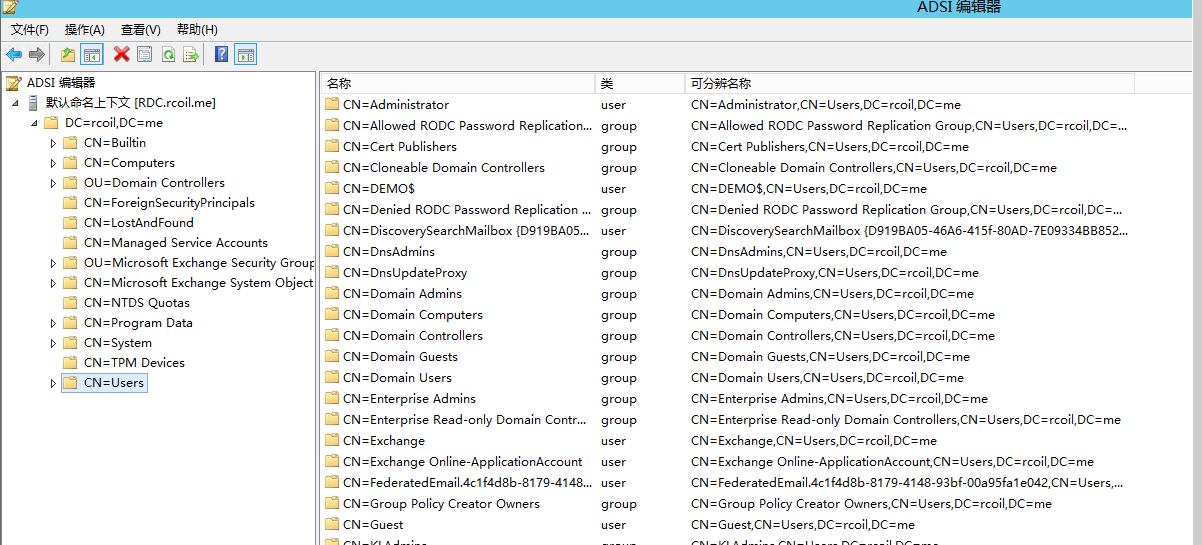 ADSI 编辑器
文件(F) 操作(A) 查看(V) 帮助(H)
ADSI 编辑器
默认命名上下文 [RDC.rcoil.me]
DC=rcoil,DC=me
CN=Builtin
CN=Computers
OU=Domain Controllers
CN=ForeignSecurityPrincipals
CN=LostAndFound
CN=Managed Service Accounts
OU=Microsoft Exchange Security Group
CN=Microsoft Exchange System Object
CN=NTDS Quotas
CN=Program Data
CN=System
CN=TPM Devices
CN=Users
名称 类 可分辨名称
CN=Administrator user CN=Administrator,CN=Users,DC=rcoil,DC=me
CN=Allowed RODC Password Replication... group CN=Allowed RODC Password Replication Group,CN=Users,DC=rcoil,DC=...
CN=Cert Publishers group CN=Cert Publishers,CN=Users,DC=rcoil,DC=me
CN=Cloneable Domain Controllers group CN=Cloneable Domain Controllers,CN=Users,DC=rcoil,DC=me
CN=DEMO$ user CN=DEMO$,CN=Users,DC=rcoil,DC=me
CN=Denied RODC Password Replication ... group CN=Denied RODC Password Replication Group,CN=Users,DC=rcoil,DC=...
CN=DiscoverySearchMailbox {D919BA05... user CN=DiscoverySearchMailbox {D919BA05-46A6-415f-80AD-7E09334BB852...
CN=DnsAdmins group CN=DnsAdmins,CN=Users,DC=rcoil,DC=me
CN=DnsUpdateProxy group CN=DnsUpdateProxy,CN=Users,DC=rcoil,DC=me
CN=Domain Admins group CN=Domain Admins,CN=Users,DC=rcoil,DC=me
CN=Domain Computers group CN=Domain Computers,CN=Users,DC=rcoil,DC=me
CN=Domain Controllers group CN=Domain Controllers,CN=Users,DC=rcoil,DC=me
CN=Domain Guests group CN=Domain Guests,CN=Users,DC=rcoil,DC=me
CN=Domain Users group CN=Domain Users,CN=Users,DC=rcoil,DC=me
CN=Enterprise Admins group CN=Enterprise Admins,CN=Users,DC=rcoil,DC=me
CN=Enterprise Read-only Domain Contr... group CN=Enterprise Read-only Domain Controllers,CN=Users,DC=rcoil,DC=me
CN=Exchange user CN=Exchange,CN=Users,DC=rcoil,DC=me
CN=Exchange Online-ApplicationAccount user CN=Exchange Online-ApplicationAccount,CN=Users,DC=rcoil,DC=me
CN=FederatedEmail.4c1f4d8b-8179-4148... user CN=FederatedEmail.4c1f4d8b-8179-4148-93bf-00a95fa1e042,CN=Users,...
CN=Group Policy Creator Owners group CN=Group Policy Creator Owners,CN=Users,DC=rcoil,DC=me
CN=Guest user CN=Guest,CN=Users,DC=rcoil,DC=me